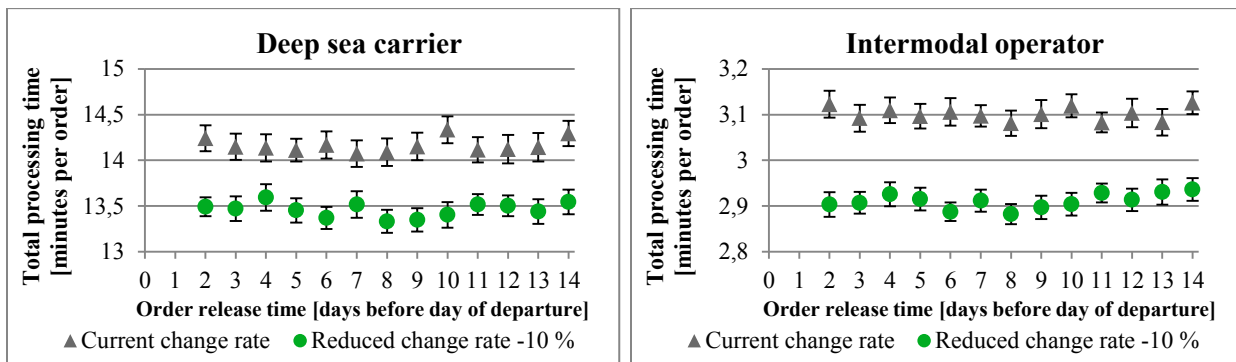 Deep sea carrier
Total processing time
[minutes per order]
15
14,5
14
13,5
13
0 1 2 3 4 5 6 7 8 9 10 11 12 13 14
Order release time [days before day of departure]
Current change rate Reduced change rate -10 %
Intermodal operator
Total processing time
[minutes per order]
3,2
3,1
3
2,9
2,8
0 1 2 3 4 5 6 7 8 9 10 11 12 13 14
Order release time [days before day of departure]
Current change rate Reduced change rate -10 %